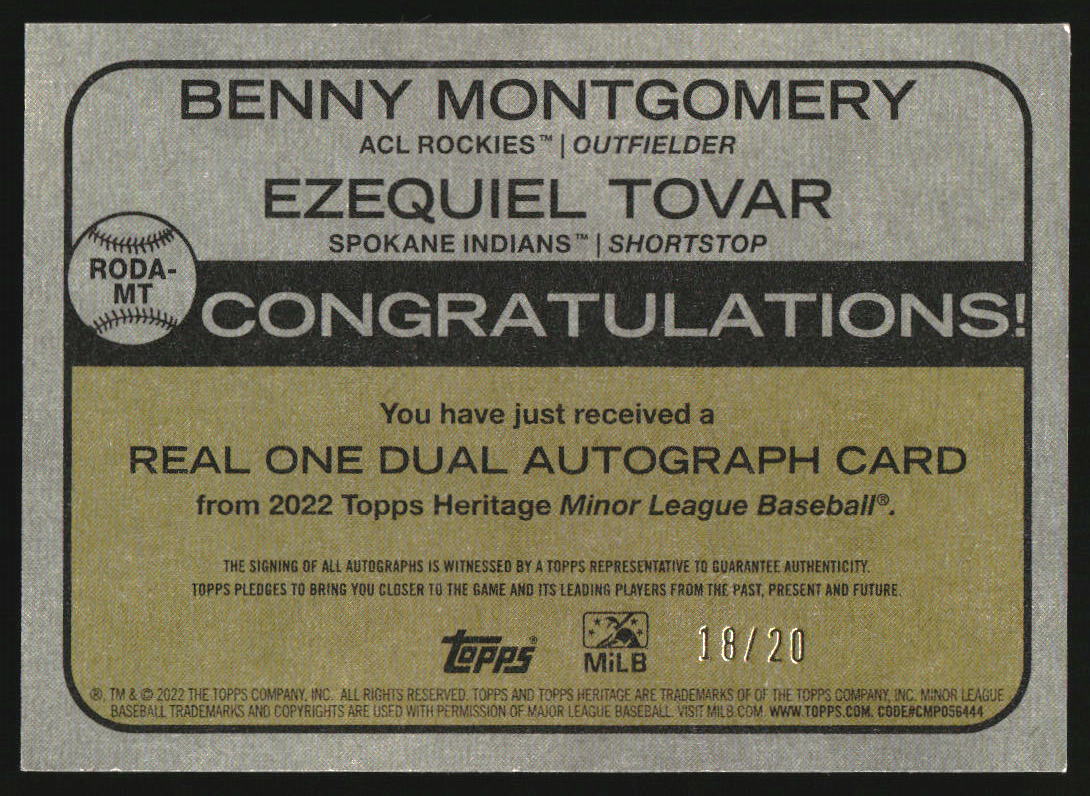 BENNY MONTGOMERY
ACL ROCKIES™ | OUTFIELDER
EZEQUIEL TOVAR
SPOKANE INDIANS™ | SHORTSTOP
RODA-
MT
CONGRATULATIONS!
You have just received a
REAL ONE DUAL AUTOGRAPH CARD
from 2022 Topps Heritage Minor League Baseball®.
THE SIGNING OF ALL AUTOGRAPHS IS WITNESSED BY A TOPPS REPRESENTATIVE TO GUARANTEE AUTHENTICITY.
TOPPS PLEDGES TO BRING YOU CLOSER TO THE GAME AND ITS LEADING PLAYERS FROM THE PAST, PRESENT AND FUTURE.
topps®
MiLB
18/20
®, TM & © 2022 THE TOPPS COMPANY, INC. ALL RIGHTS RESERVED. TOPPS AND TOPPS HERITAGE ARE TRADEMARKS OF OF THE TOPPS COMPANY, INC. MINOR LEAGUE
BASEBALL TRADEMARKS AND COPYRIGHTS ARE USED WITH PERMISSION OF MAJOR LEAGUE BASEBALL. VISIT MILB.COM. WWW.TOPPS.COM. CODE#CMP056444